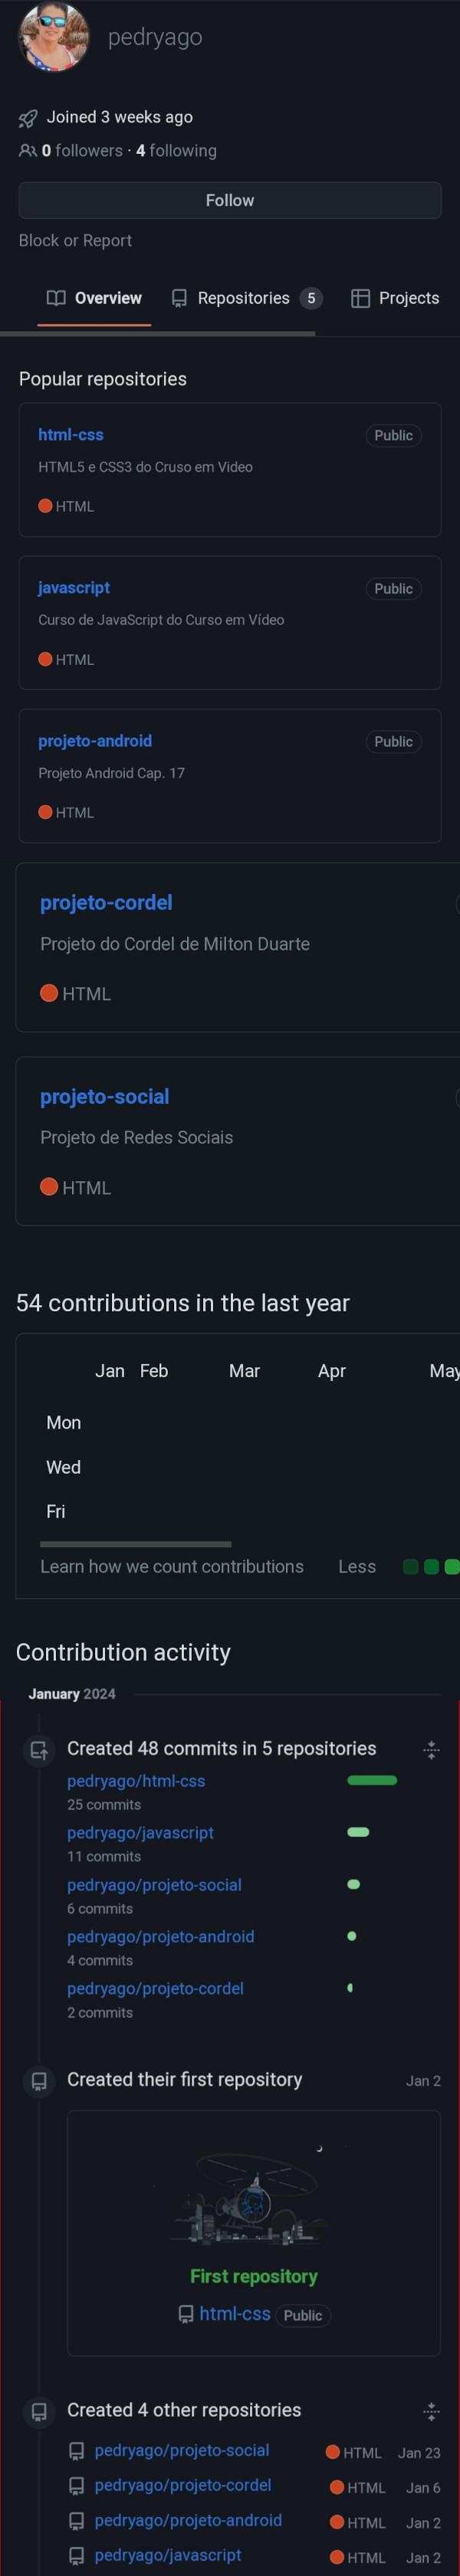 pedryago
Joined 3 weeks ago
0 followers · 4 following
Follow
Block or Report
Overview Repositories 5 Projects
Popular repositories
html-css Public
HTML5 e CSS3 do Cruso em Video
HTML
javascript Public
Curso de JavaScript do Curso em Vídeo
HTML
projeto-android Public
Projeto Android Cap. 17
HTML
projeto-cordel
Projeto do Cordel de Milton Duarte
HTML
projeto-social
Projeto de Redes Sociais
HTML
54 contributions in the last year
Jan Feb Mar Apr May
Mon
Wed
Fri
Learn how we count contributions Less
Contribution activity
January 2024
Created 48 commits in 5 repositories
pedryago/html-css
25 commits
pedryago/javascript
11 commits
pedryago/projeto-social
6 commits
pedryago/projeto-android
4 commits
pedryago/projeto-cordel
2 commits
Created their first repository Jan 2
First repository
html-css Public
Created 4 other repositories
pedryago/projeto-social HTML Jan 23
pedryago/projeto-cordel HTML Jan 6
pedryago/projeto-android HTML Jan 2
pedryago/javascript HTML Jan 2